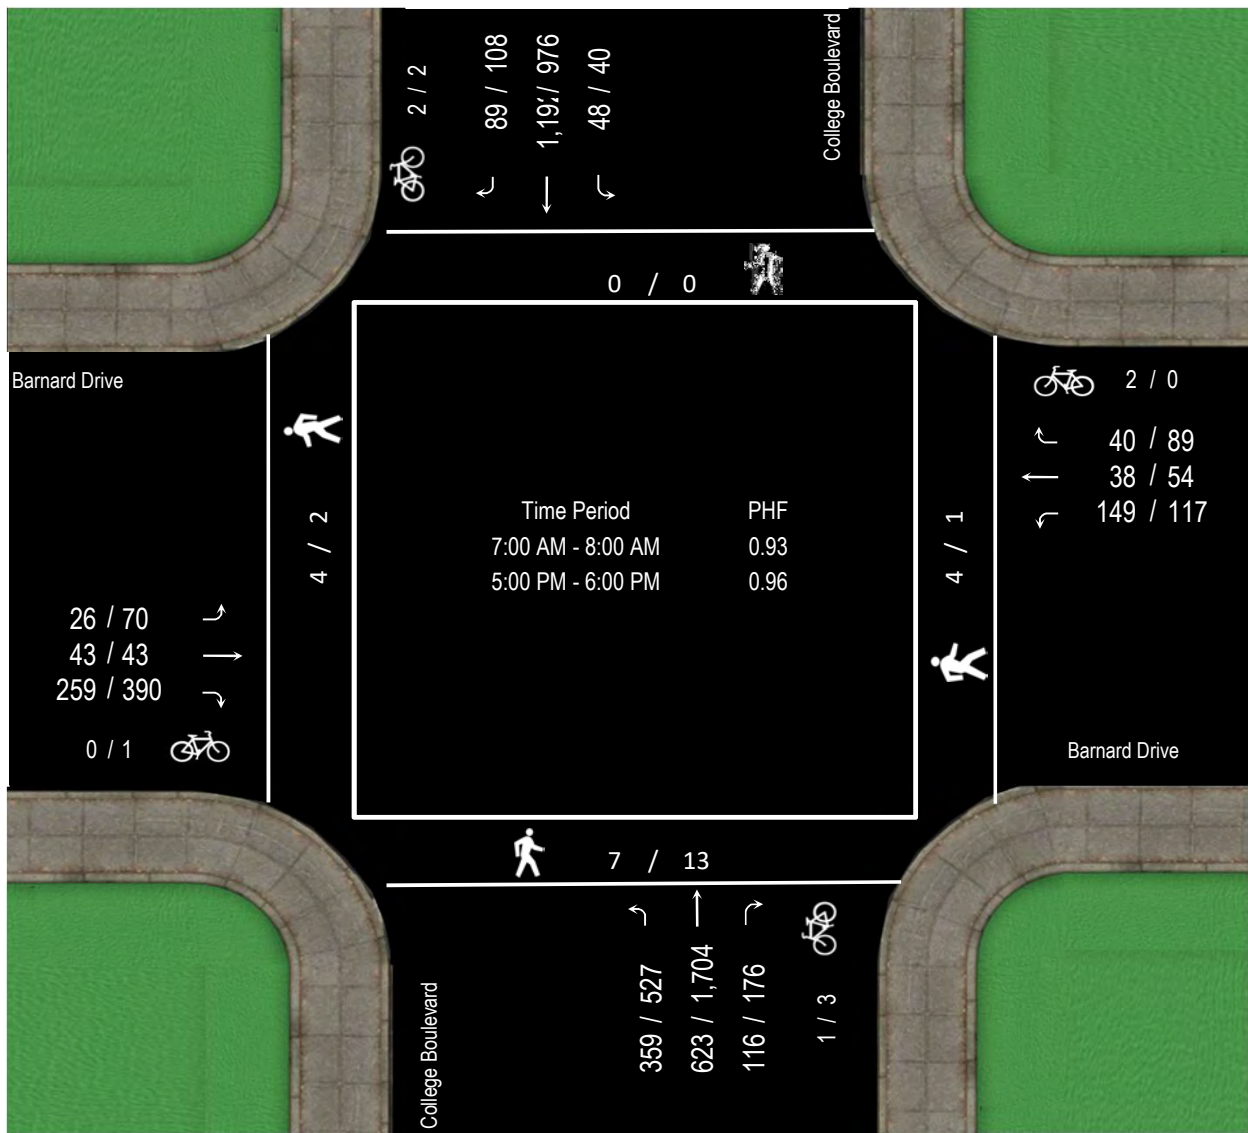 College Boulevard
2 / 2
89 / 108
/ 976
48 / 40
0 / 0
Barnard Drive
2 / 0
40 / 89
38 / 54
149 / 117
4 / 2
Time Period PHF
7:00 AM - 8:00 AM 0.93
5:00 PM - 6:00 PM 0.96
4 / 1
26 / 70
43 / 43
259 / 390
0 / 1
Barnard Drive
7 / 13
359 / 527
623 / 1,704
116 / 176
1 / 3
College Boulevard